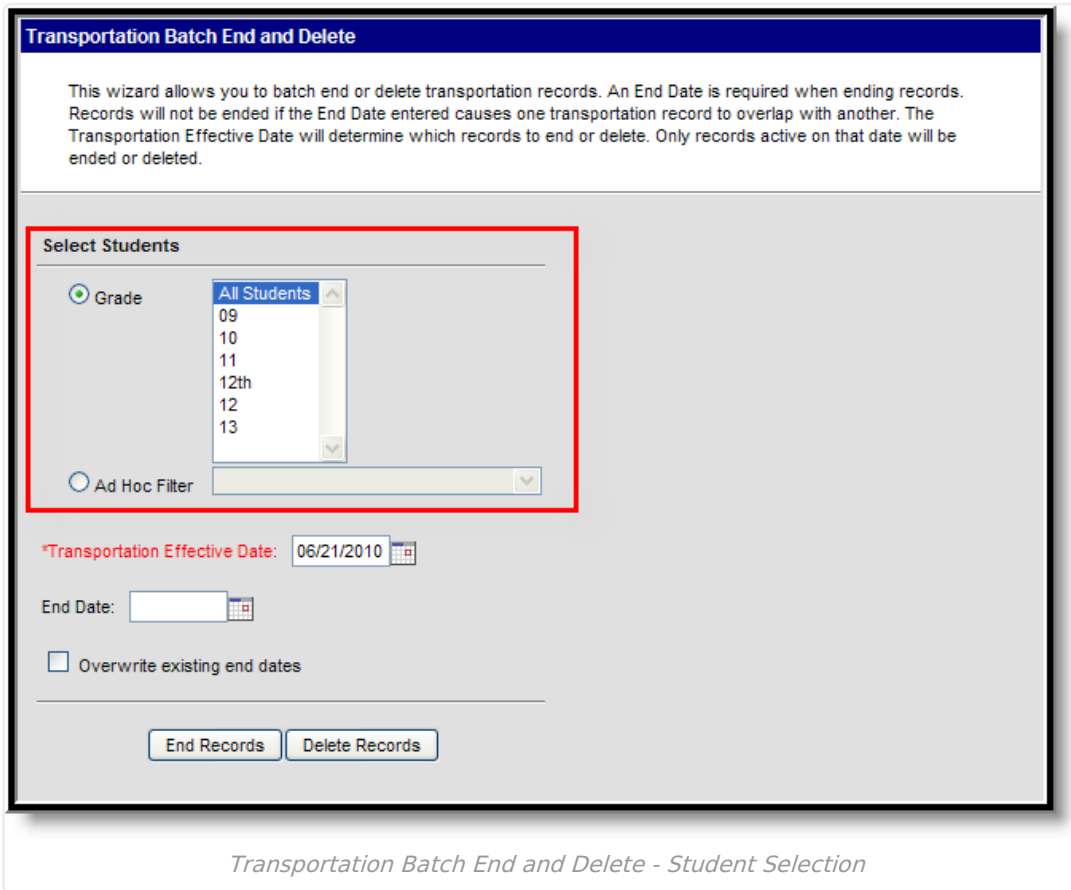 Transportation Batch End and Delete
This wizard allows you to batch end or delete transportation records. An End Date is required when ending records.
Records will not be ended if the End Date entered causes one transportation record to overlap with another. The
Transportation Effective Date will determine which records to end or delete. Only records active on that date will be
ended or deleted.
Select Students
Grade
All Students
09
10
11
12th
12
13
Ad Hoc Filter
*Transportation Effective Date: 06/21/2010
End Date:
Overwrite existing end dates
End Records Delete Records
Transportation Batch End and Delete - Student Selection